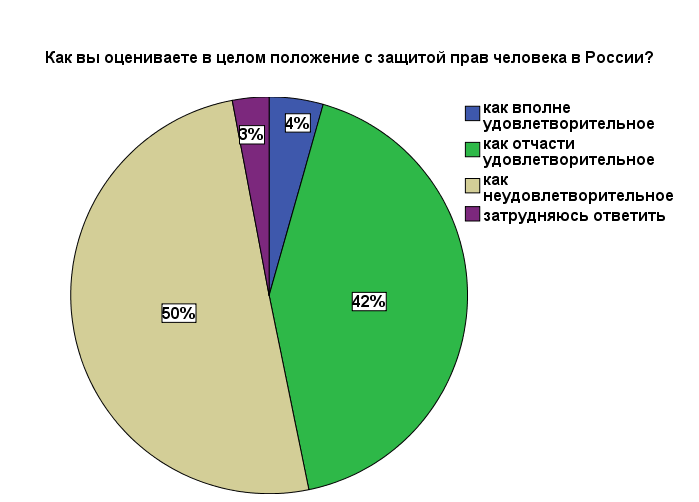 Как вы оцениваете в целом положение с защитой прав человека в России?
как вполне
удовлетворительное
как отчасти
удовлетворительное
как
неудовлетворительное
затрудняюсь ответить
3%
4%
42%
50%